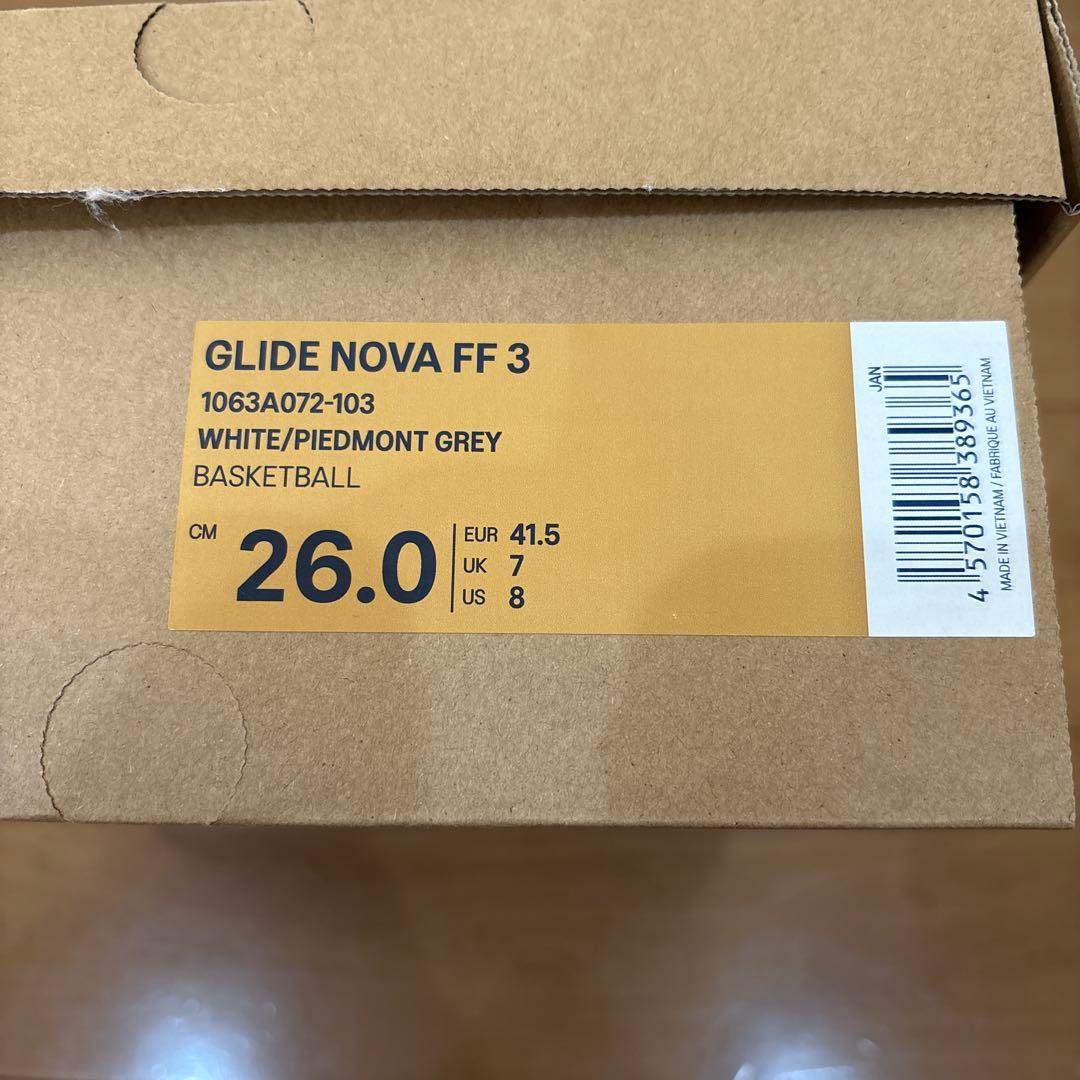 GLIDE NOVA FF 3
1063A072-103
WHITE/PIEDMONT GREY
BASKETBALL
CM 26.0
EUR 41.5
UK 7
US 8
JAN
4 570158 389365
MADE IN VIETNAM / FABRIQUE AU VIETNAM